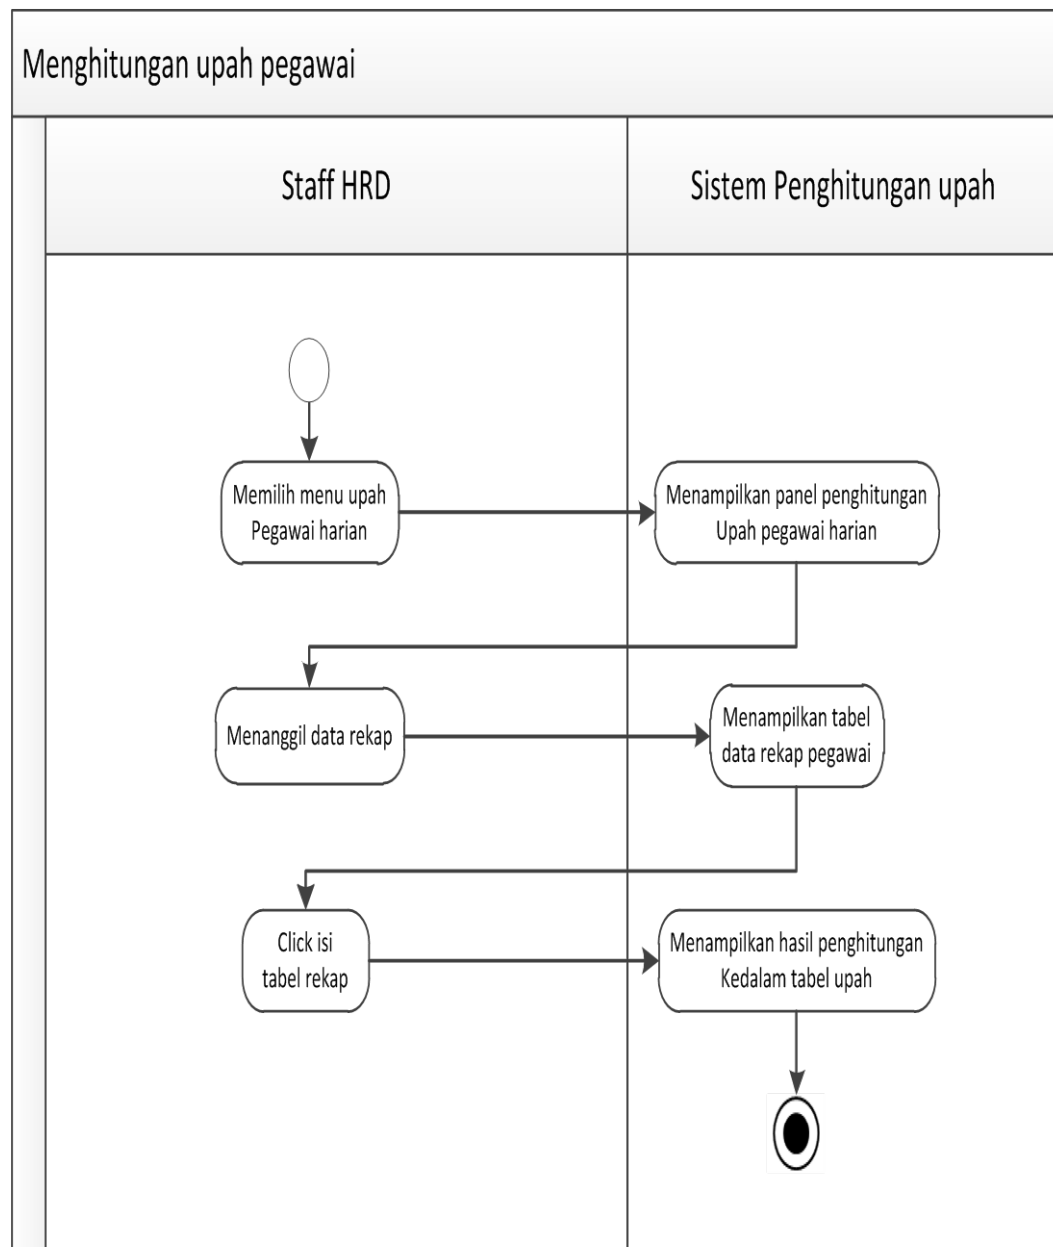 Menghitungan upah pegawai
Staff HRD
Sistem Penghitungan upah
Memilih menu upah
Pegawai harian
Menampilkan panel penghitungan
Upah pegawai harian
Menanggil data rekap
Menampilkan tabel
data rekap pegawai
Click isi
tabel rekap
Menampilkan hasil penghitungan
Kedalam tabel upah